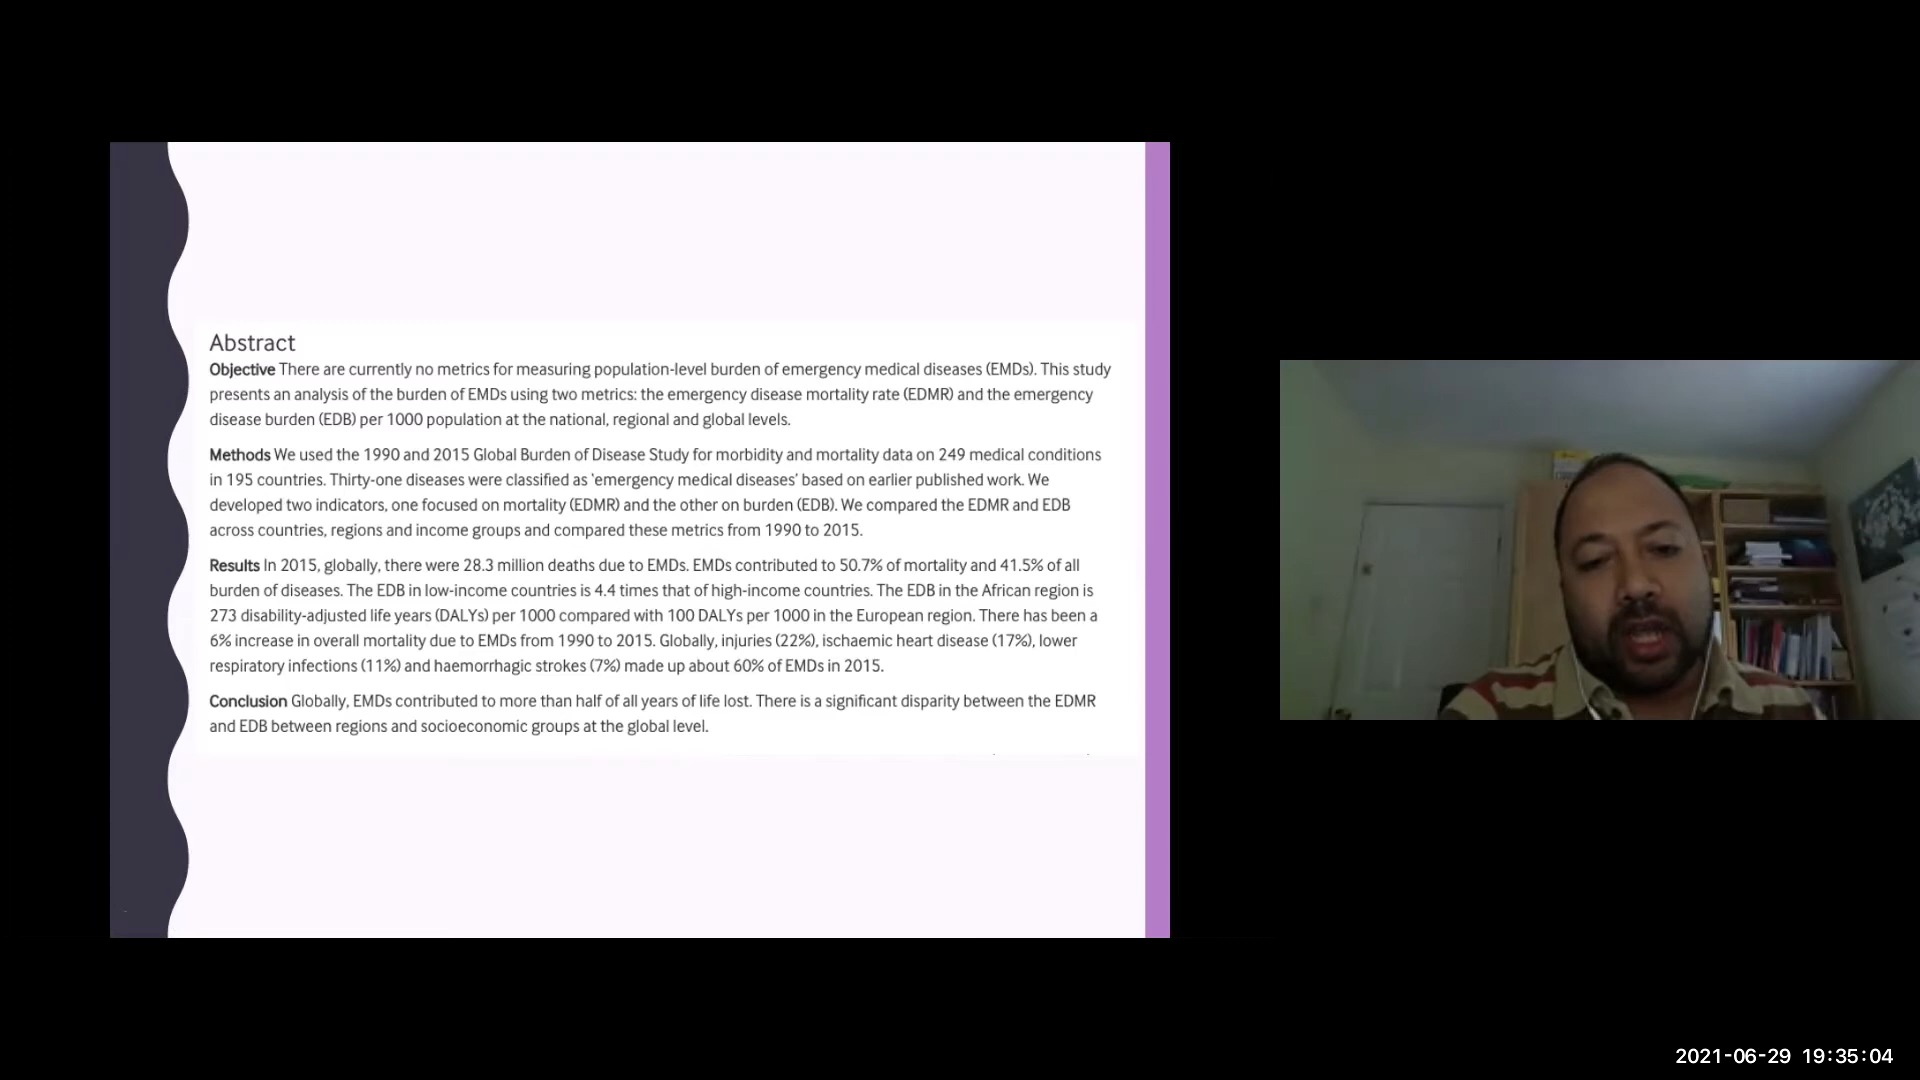 Abstract
Objective There are currently no metrics for measuring population-level burden of emergency medical diseases (EMDs). This study
presents an analysis of the burden of EMDs using two metrics: the emergency disease mortality rate (EDMR) and the emergency
disease burden (EDB) per 1000 population at the national, regional and global levels.
Methods We used the 1990 and 2015 Global Burden of Disease Study for morbidity and mortality data on 249 medical conditions
in 195 countries. Thirty-one diseases were classified as 'emergency medical diseases' based on earlier published work. We
developed two indicators, one focused on mortality (EDMR) and the other on burden (EDB). We compared the EDMR and EDB
across countries, regions and income groups and compared these metrics from 1990 to 2015.
Results In 2015, globally, there were 28.3 million deaths due to EMDs. EMDs contributed to 50.7% of mortality and 41.5% of all
burden of diseases. The EDB in low-income countries is 4.4 times that of high-income countries. The EDB in the African region is
273 disability-adjusted life years (DALYs) per 1000 compared with 100 DALYs per 1000 in the European region. There has been a
6% increase in overall mortality due to EMDs from 1990 to 2015. Globally, injuries (22%), ischaemic heart disease (17%), lower
respiratory infections (11%) and haemorrhagic strokes (7%) made up about 60% of EMDs in 2015.
Conclusion Globally, EMDs contributed to more than half of all years of life lost. There is a significant disparity between the EDMR
and EDB between regions and socioeconomic groups at the global level.
2021-06-29 19:35:04